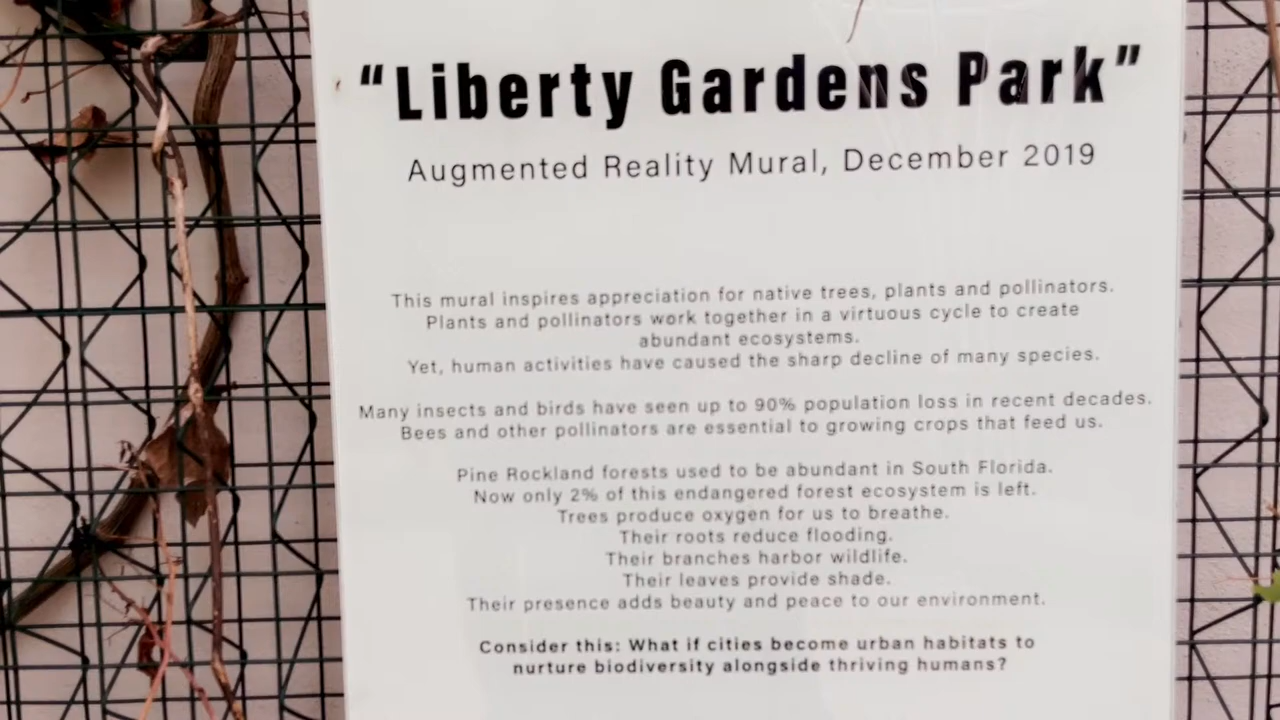 “Liberty Gardens Park”
Augmented Reality Mural, December 2019
This mural inspires appreciation for native trees, plants and pollinators.
Plants and pollinators work together in a virtuous cycle to create
abundant ecosystems.
Yet, human activities have caused the sharp decline of many species.
Many insects and birds have seen up to 90% population loss in recent decades.
Bees and other pollinators are essential to growing crops that feed us.
Pine Rockland forests used to be abundant in South Florida.
Now only 2% of this endangered forest ecosystem is left.
Trees produce oxygen for us to breathe.
Their roots reduce flooding.
Their branches harbor wildlife.
Their leaves provide shade.
Their presence adds beauty and peace to our environment.
Consider this: What if cities become urban habitats to
nurture biodiversity alongside thriving humans?